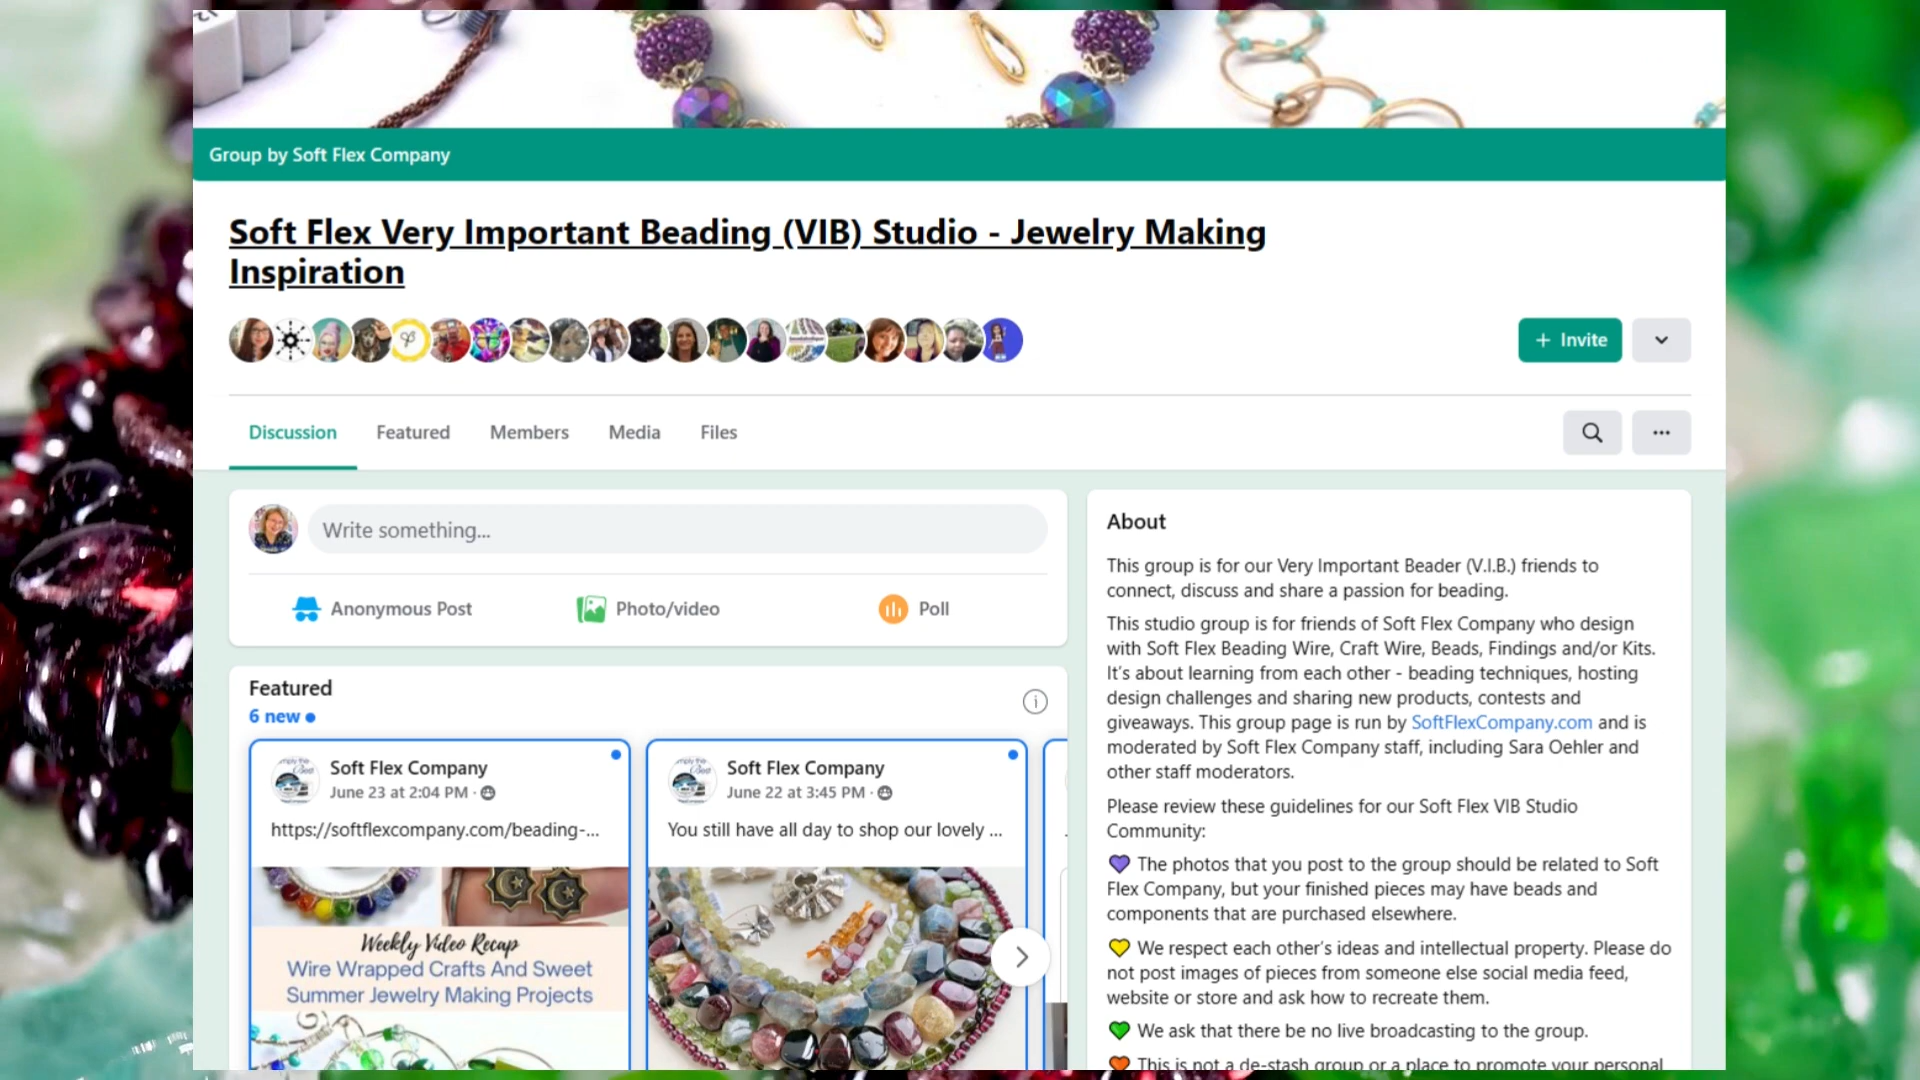 Group by Soft Flex Company
Soft Flex Very Important Beading (VIB) Studio - Jewelry Making
Inspiration
+ Invite
Discussion
Featured
Members
Media
Files
Write something...
Anonymous Post
Photo/video
Poll
Featured
6 new
Soft Flex Company
June 23 at 2:04 PM ·
https://softflexcompany.com/beading-...
Weekly Video Recap
Wire Wrapped Crafts And Sweet
Summer Jewelry Making Projects
Soft Flex Company
June 22 at 3:45 PM ·
You still have all day to shop our lovely ...
About
This group is for our Very Important Beader (V.I.B.) friends to
connect, discuss and share a passion for beading.
This studio group is for friends of Soft Flex Company who design
with Soft Flex Beading Wire, Craft Wire, Beads, Findings and/or Kits.
It's about learning from each other - beading techniques, hosting
design challenges and sharing new products, contests and
giveaways. This group page is run by SoftFlexCompany.com and is
moderated by Soft Flex Company staff, including Sara Oehler and
other staff moderators.
Please review these guidelines for our Soft Flex VIB Studio
Community:
💜 The photos that you post to the group should be related to Soft
Flex Company, but your finished pieces may have beads and
components that are purchased elsewhere.
💛 We respect each other's ideas and intellectual property. Please do
not post images of pieces from someone else social media feed,
website or store and ask how to recreate them.
💚 We ask that there be no live broadcasting to the group.
🧡 This is not a de-stash group or a place to promote your personal